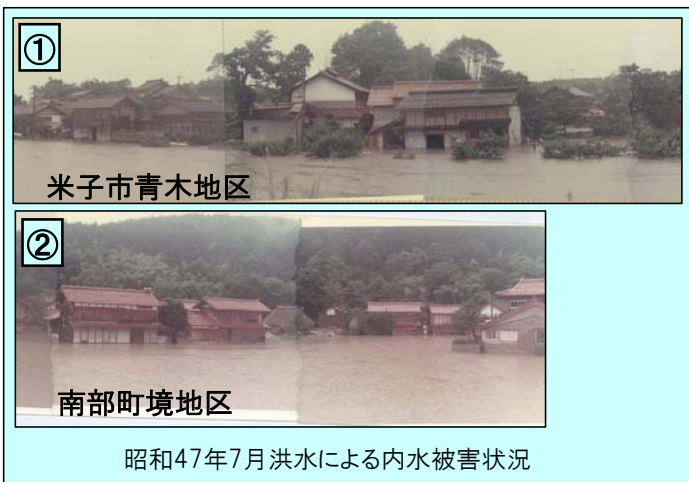 ①
米子市青木地区
②
南部町境地区
昭和47年7月洪水による内水被害状況